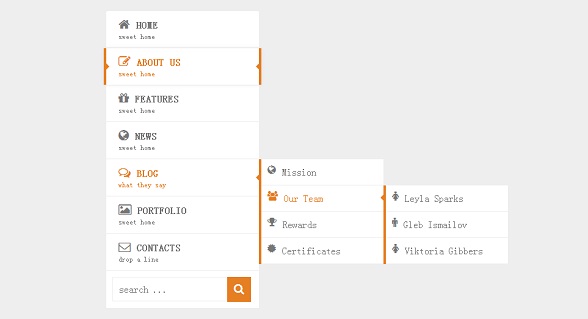 HOME
sweet home
ABOUT US
sweet home
FEATURES
sweet home
NEWS
sweet home
BLOG
what they say
PORTFOLIO
sweet home
CONTACTS
drop a line
search ...
Mission
Our Team
Rewards
Certificates
Leyla Sparks
Gleb Ismailov
Viktoria Gibbers